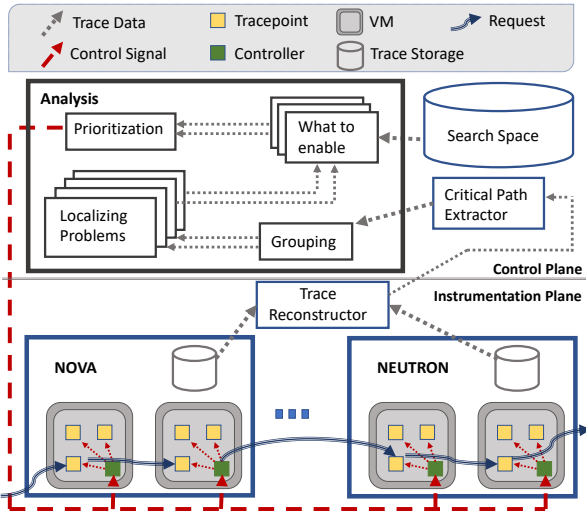 Trace Data
Tracepoint
VM
Request
Control Signal
Controller
Trace Storage
Analysis
Prioritization
What to
enable
Search Space
Localizing
Problems
Grouping
Critical Path
Extractor
Control Plane
Trace
Reconstructor
Instrumentation Plane
NOVA
NEUTRON